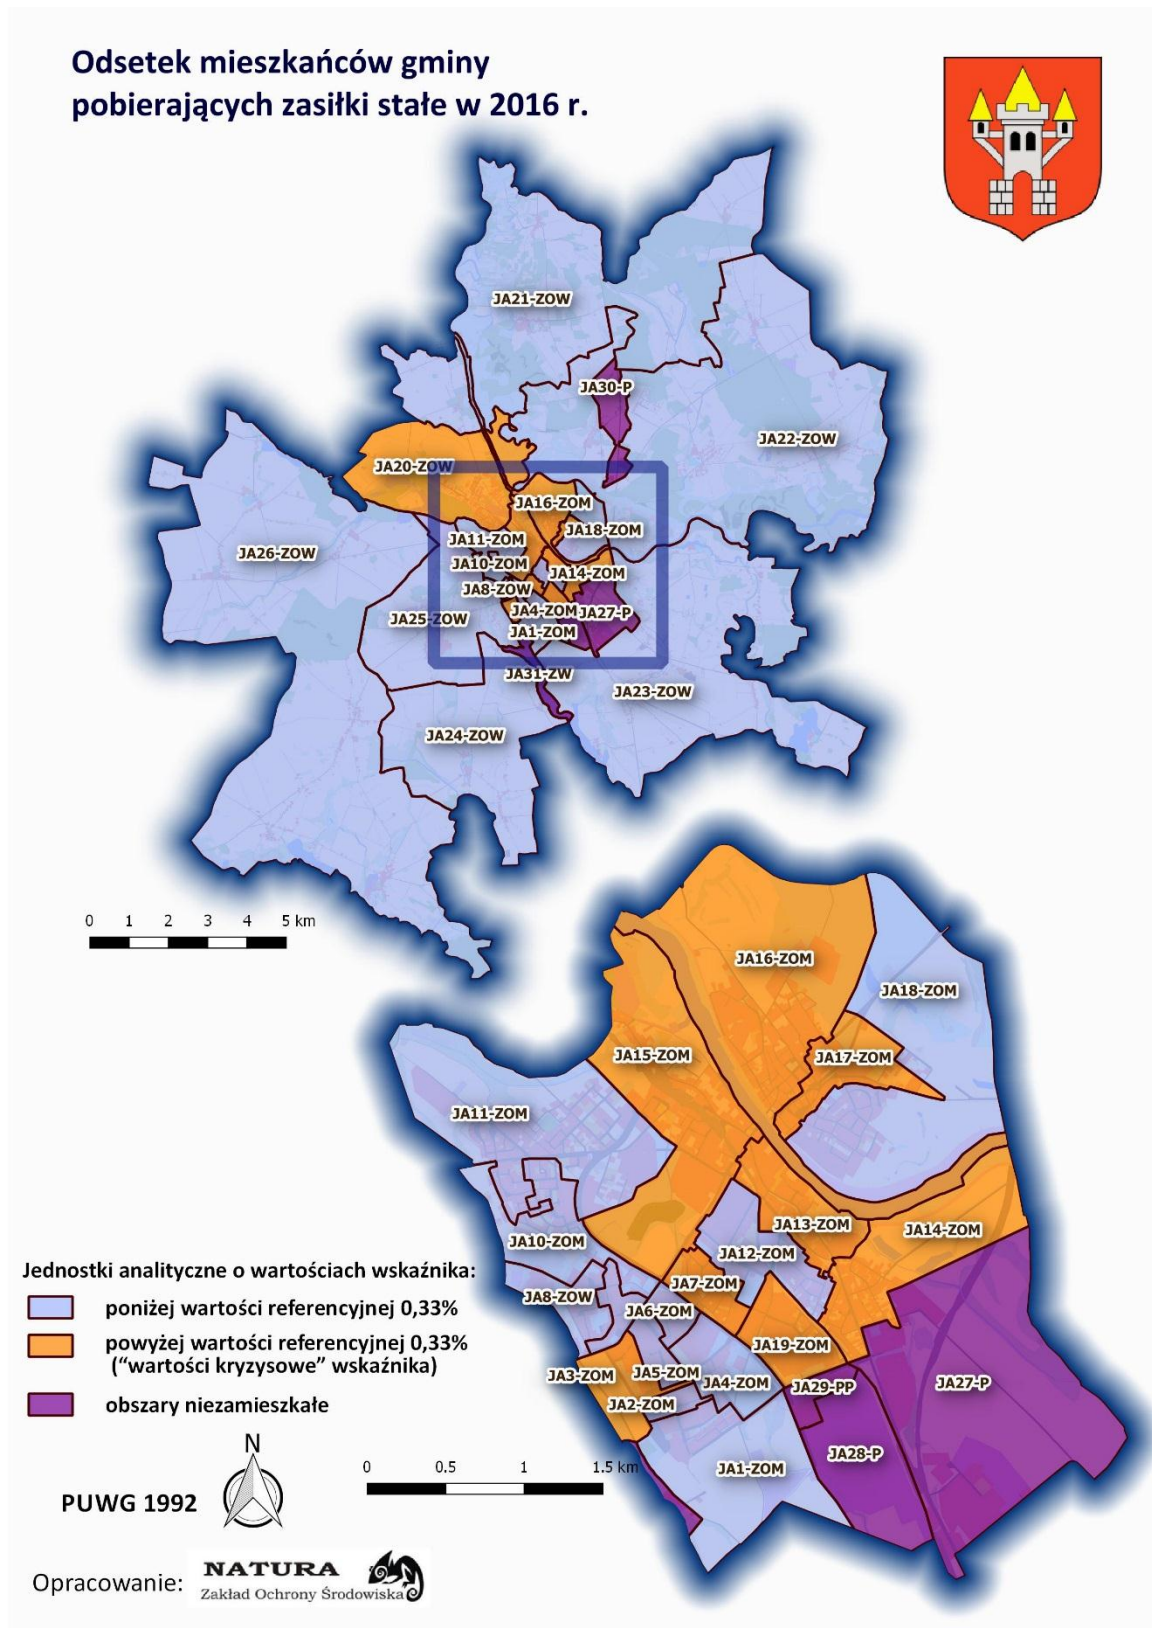 Odsetek mieszkańców gminy
pobierających zasiłki stałe w 2016 r.
JA21-ZOW
JA30-P
JA22-ZOW
JA20-ZOW
JA16-ZOM
JA18-ZOM
JA11-ZOM
JA26-ZOW
JA10-ZOM
JA14-ZOM
JA8-ZOW
JA4-ZOM
JA27-P
JA25-ZOW
JA1-ZOM
JA31-ZW
JA23-ZOW
JA24-ZOW
0 1 2 3 4 5 km
JA16-ZOM
JA18-ZOM
JA15-ZOM
JA17-ZOM
JA11-ZOM
JA13-ZOM
JA14-ZOM
JA10-ZOM
JA12-ZOM
JA7-ZOM
JA8-ZOW
JA6-ZOM
JA19-ZOM
JA3-ZOM
JA5-ZOM
JA4-ZOM
JA29-PP
JA27-P
JA2-ZOM
JA28-P
JA1-ZOM
Jednostki analityczne o wartościach wskaźnika:
poniżej wartości referencyjnej 0,33%
powyżej wartości referencyjnej 0,33%
(“wartości kryzysowe” wskaźnika)
obszary niezamieszkałe
N
0 0.5 1 1.5 km
PUWG 1992
Opracowanie:
NATURA
Zakład Ochrony Środowiska